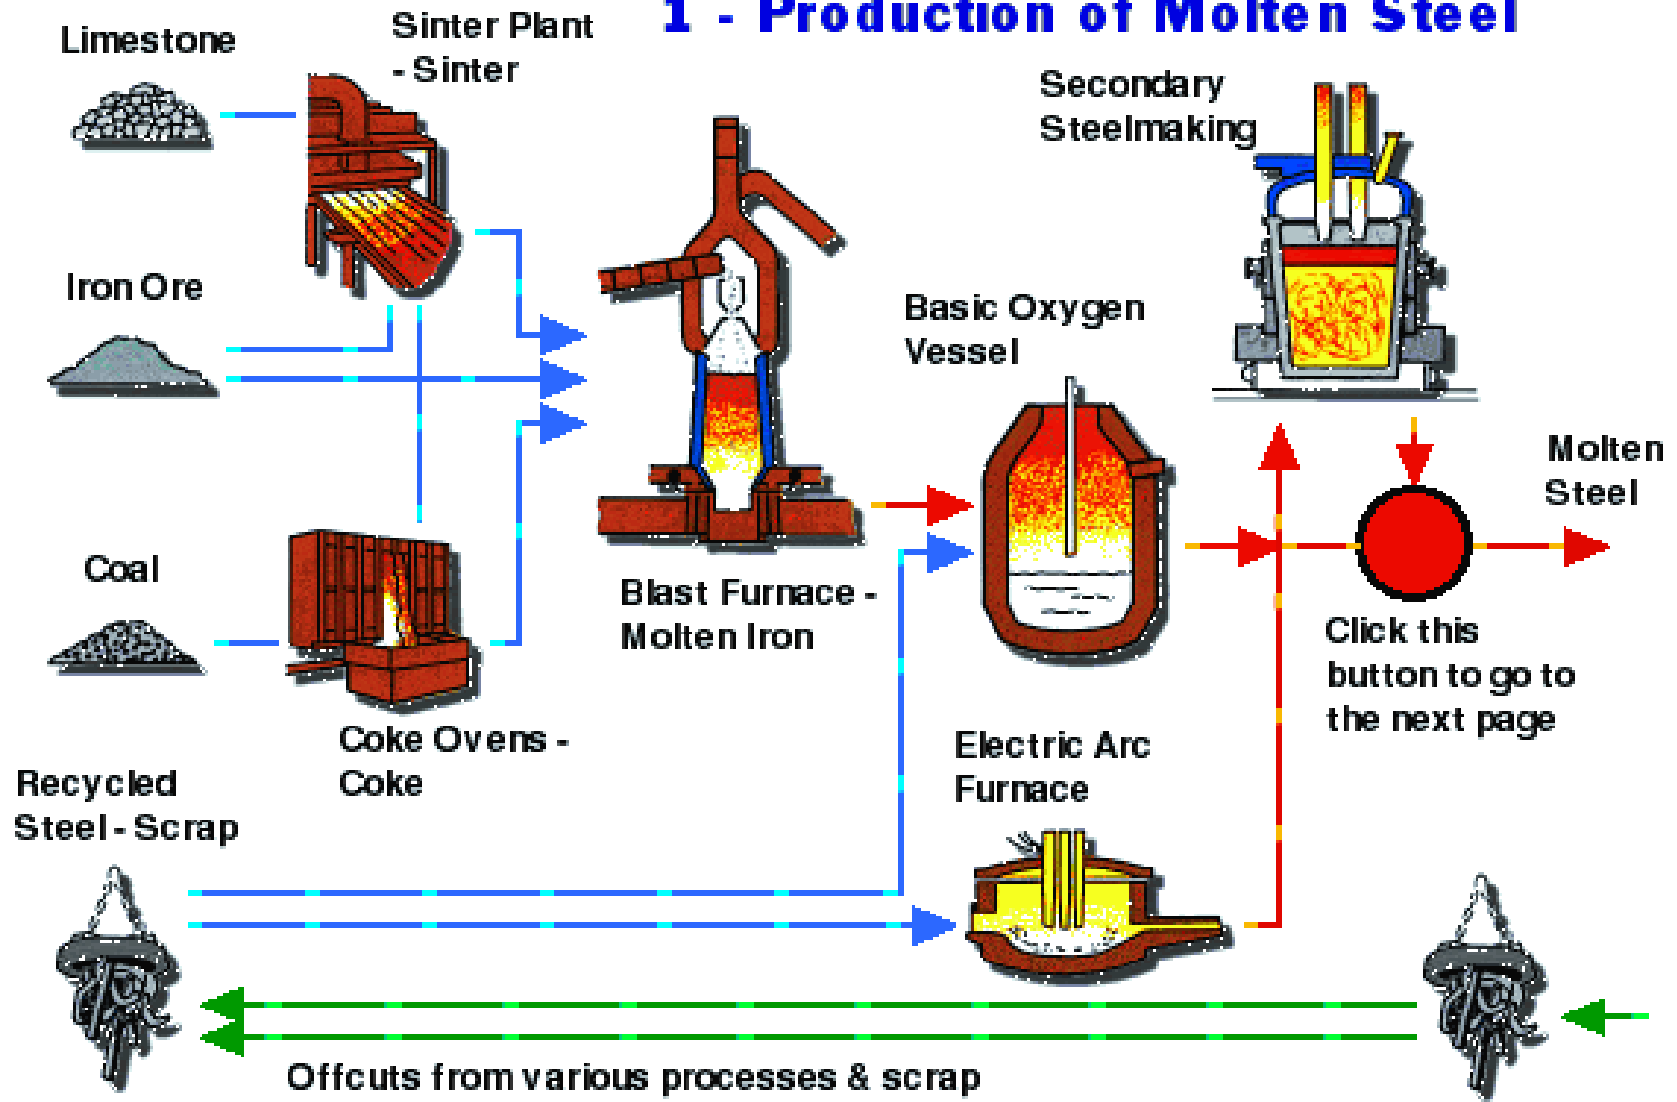 1 - Production of Molten Steel
Limestone
Sinter Plant
- Sinter
Secondary
Steelmaking
Iron Ore
Basic Oxygen
Vessel
Molten
Steel
Coal
Blast Furnace -
Molten Iron
Click this
button to go to
the next page
Coke Ovens -
Coke
Electric Arc
Furnace
Recycled
Steel - Scrap
Offcuts from various processes & scrap